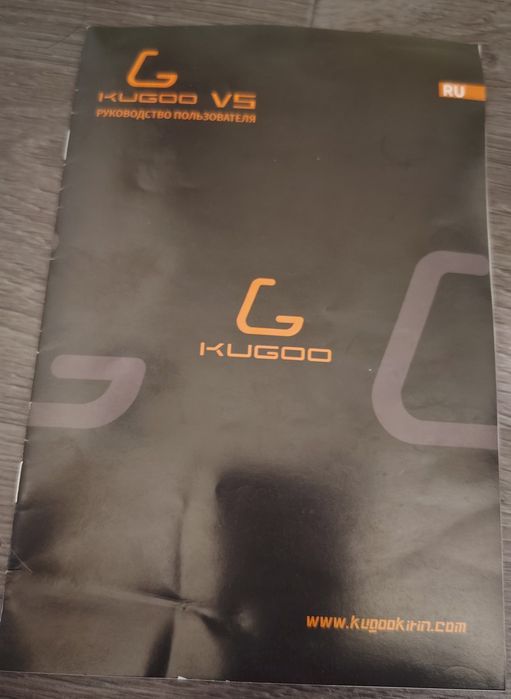 KUGOO V5
RU
РУКОВОДСТВО ПОЛЬЗОВАТЕЛЯ
KUGOO
www.kugookirin.com